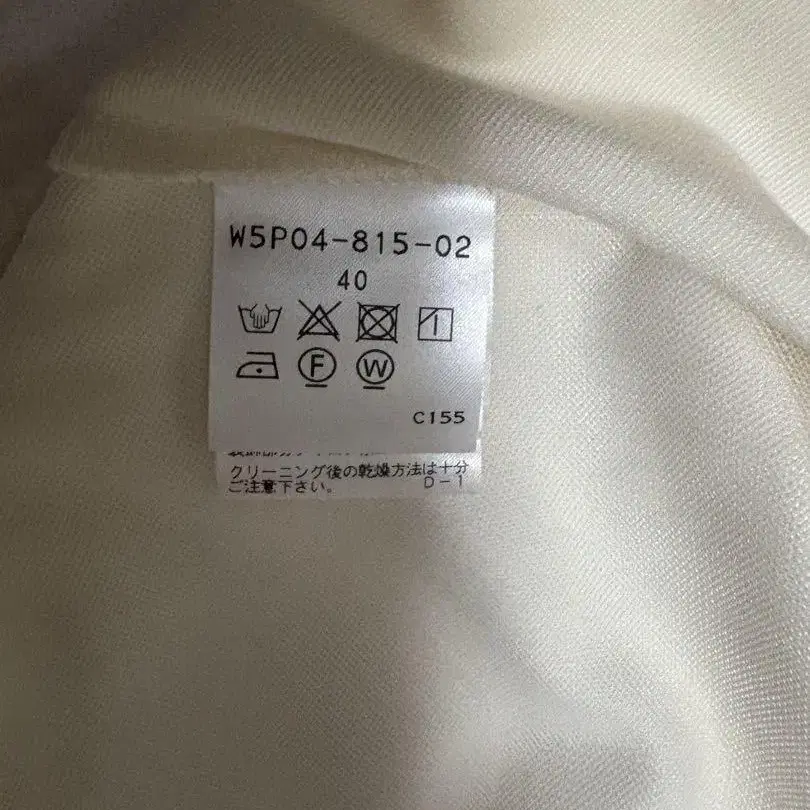 W5P04-815-02
40
F W
C155
クリーニング後の乾燥方法は十分
ご注意下さい。 D-1